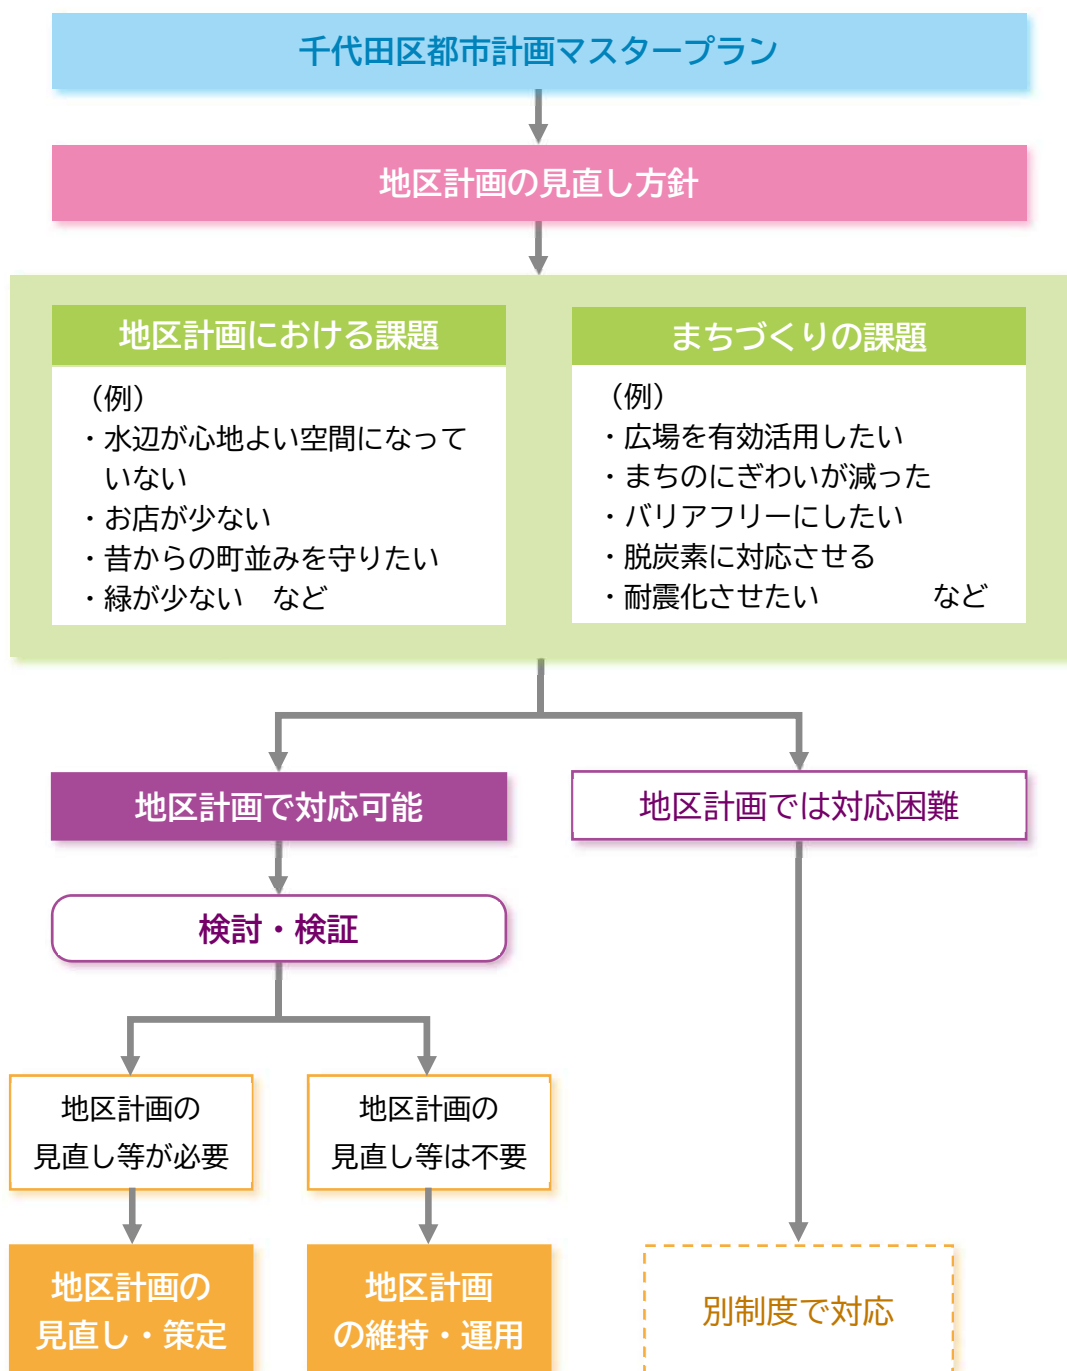 千代田区都市計画マスタープラン
地区計画の見直し方針
地区計画における課題
（例）
・水辺が心地よい空間になって
いない
・お店が少ない
・昔からの町並みを守りたい
・緑が少ない　など
まちづくりの課題
（例）
・広場を有効活用したい
・まちのにぎわいが減った
・バリアフリーにしたい
・脱炭素に対応させる
・耐震化させたい　　　　など
地区計画で対応可能
地区計画では対応困難
検討・検証
地区計画の
見直し等が必要
地区計画の
見直し等は不要
地区計画の
見直し・策定
地区計画
の維持・運用
別制度で対応